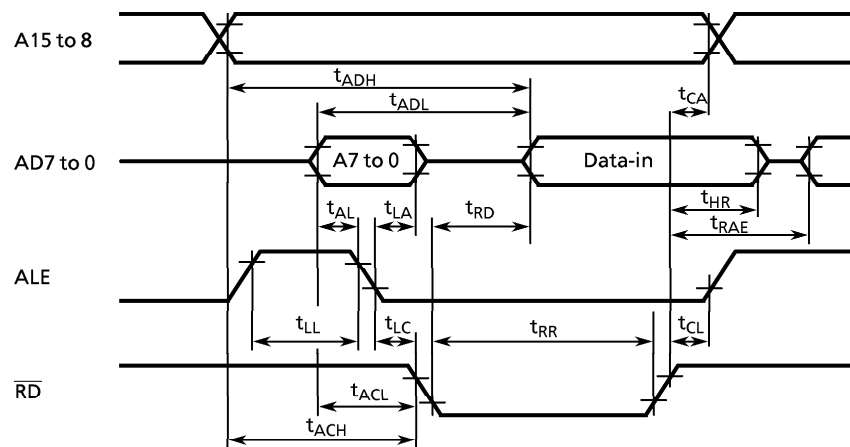 A15 to 8
tADH
tADL
tCA
AD7 to 0
A7 to 0
Data-in
tHR
tAL
tLA
tRD
tRAE
ALE
tLL
tLC
tRR
tCL
R̅D̅
tACL
tACH